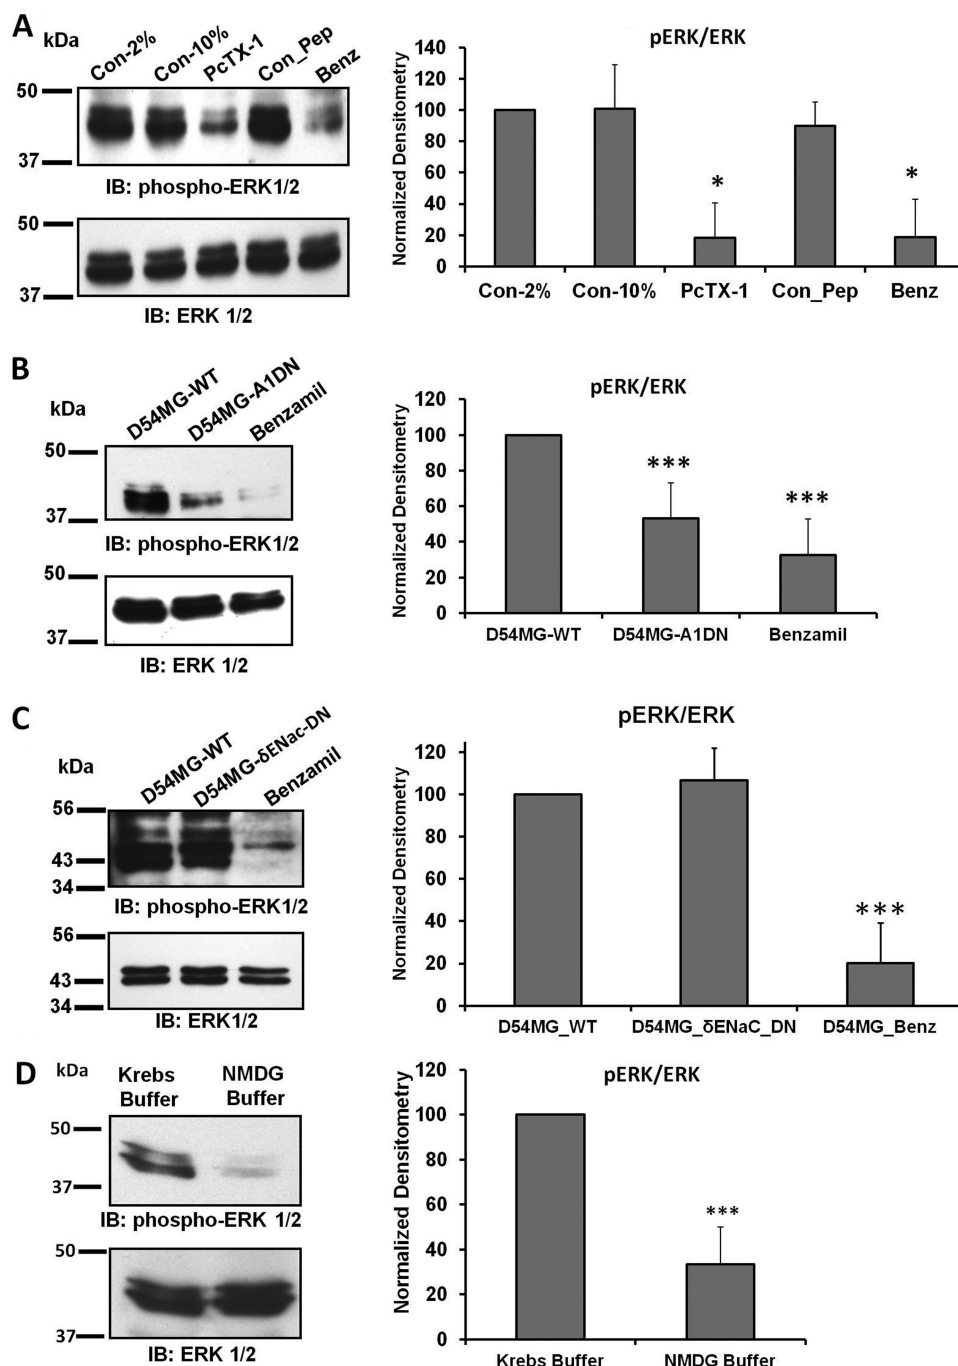 A
kDa
Con-2%
Con-10%
PcTX-1
Con_Pep
Benz
50
37
IB: phospho-ERK1/2
50
37
IB: ERK 1/2
pERK/ERK
Normalized Densitometry
140
120
100
80
60
40
20
0
*
*
Con-2%
Con-10%
PcTX-1
Con_Pep
Benz
B
kDa
D54MG-WT
D54MG-A1DN
Benzamil
50
37
IB: phospho-ERK1/2
50
37
IB: ERK 1/2
pERK/ERK
Normalized Densitometry
120
100
80
60
40
20
0
***
***
D54MG-WT
D54MG-A1DN
Benzamil
C
kDa
D54MG-WT
D54MG-δENac-DN
Benzamil
56
43
34
IB: phospho-ERK1/2
56
43
34
IB: ERK1/2
pERK/ERK
Normalized Densitometry
120
100
80
60
40
20
0
***
D54MG_WT
D54MG_δENaC_DN
D54MG_Benz
D
kDa
Krebs
Buffer
NMDG
Buffer
50
37
IB: phospho-ERK 1/2
50
37
IB: ERK 1/2
pERK/ERK
Normalized Densitometry
120
100
80
60
40
20
0
***
Krebs Buffer
NMDG Buffer